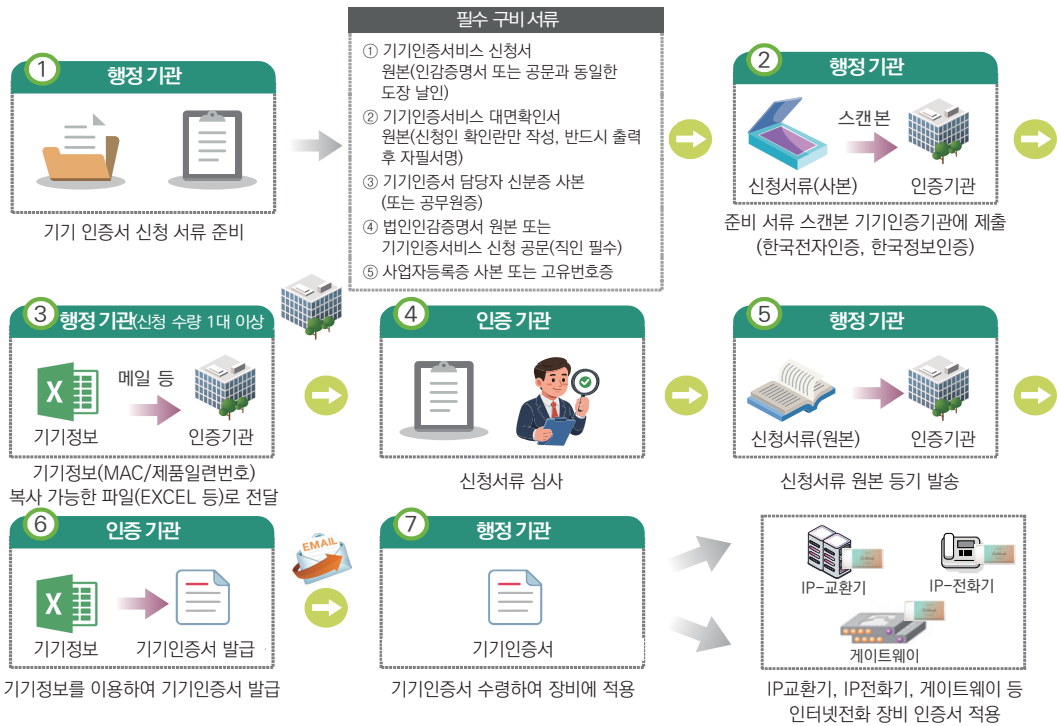 필수 구비 서류
① 기기인증서비스 신청서
원본(인감증명서 또는 공문과 동일한
도장 날인)
② 기기인증서비스 대면확인서
원본(신청인 확인란만 작성, 반드시 출력
후 자필서명)
③ 기기인증서 담당자 신분증 사본
(또는 공무원증)
④ 법인인감증명서 원본 또는
기기인증서비스 신청 공문(직인 필수)
⑤ 사업자등록증 사본 또는 고유번호증
1
행정 기관
기기 인증서 신청 서류 준비
2
행정 기관
스캔본
신청서류(사본)
인증기관
준비 서류 스캔본 기기인증기관에 제출
(한국전자인증, 한국정보인증)
3
행정 기관(신청 수량 1대 이상)
메일 등
기기정보
인증기관
기기정보(MAC/제품일련번호)
복사 가능한 파일(EXCEL 등)로 전달
4
인증 기관
신청서류 심사
5
행정 기관
신청서류(원본)
인증기관
신청서류 원본 등기 발송
6
인증 기관
기기정보
기기인증서 발급
기기정보를 이용하여 기기인증서 발급
EMAIL
7
행정 기관
기기인증서
기기인증서 수령하여 장비에 적용
IP-교환기
IP-전화기
게이트웨이
IP교환기, IP전화기, 게이트웨이 등
인터넷전화 장비 인증서 적용